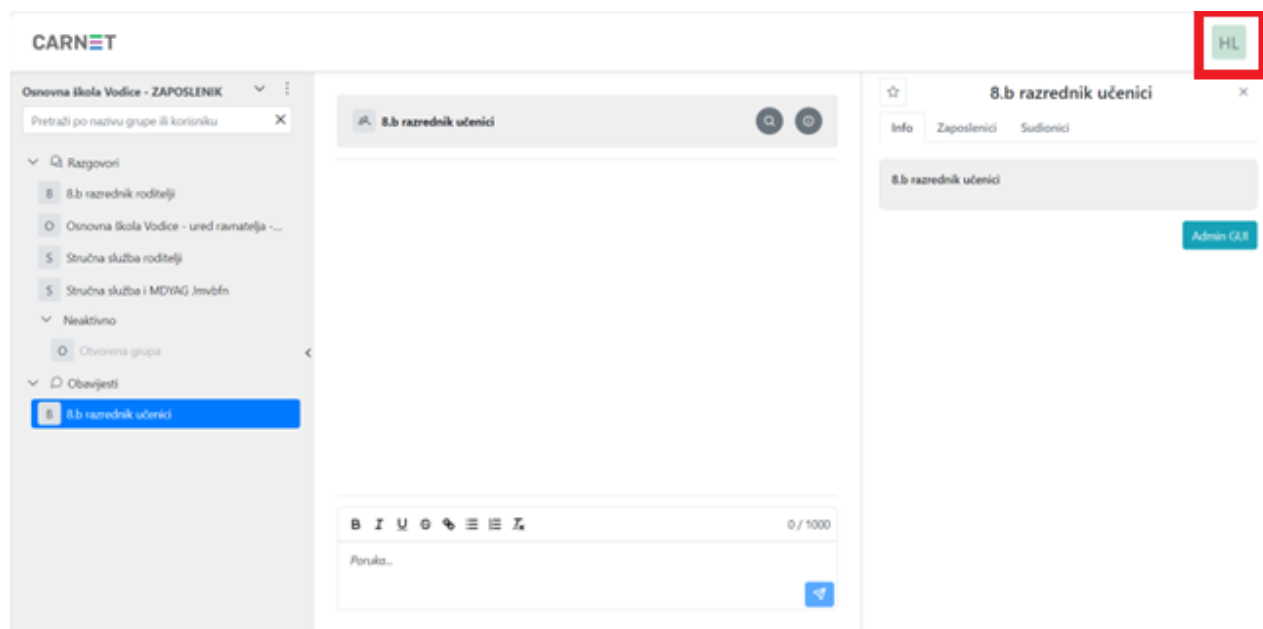 CARNET
HL
Osnovna škola Vodice - ZAPOSLENIK
Pretraži po nazivu grupe ili korisniku
Razgovori
8 8.b razrednik roditelji
O Osnovna škola Vodice - ured ravnatelja -...
S Stručna služba roditelji
S Stručna služba i MDYAG Jmvbfn
Neaktivno
O Otvorena grupa
Obavijesti
8 8.b razrednik učenici
8.b razrednik učenici
B I U
0 / 1000
Poruka...
8.b razrednik učenici
Info Zaposlenici Sudionici
8.b razrednik učenici
Admin GUI